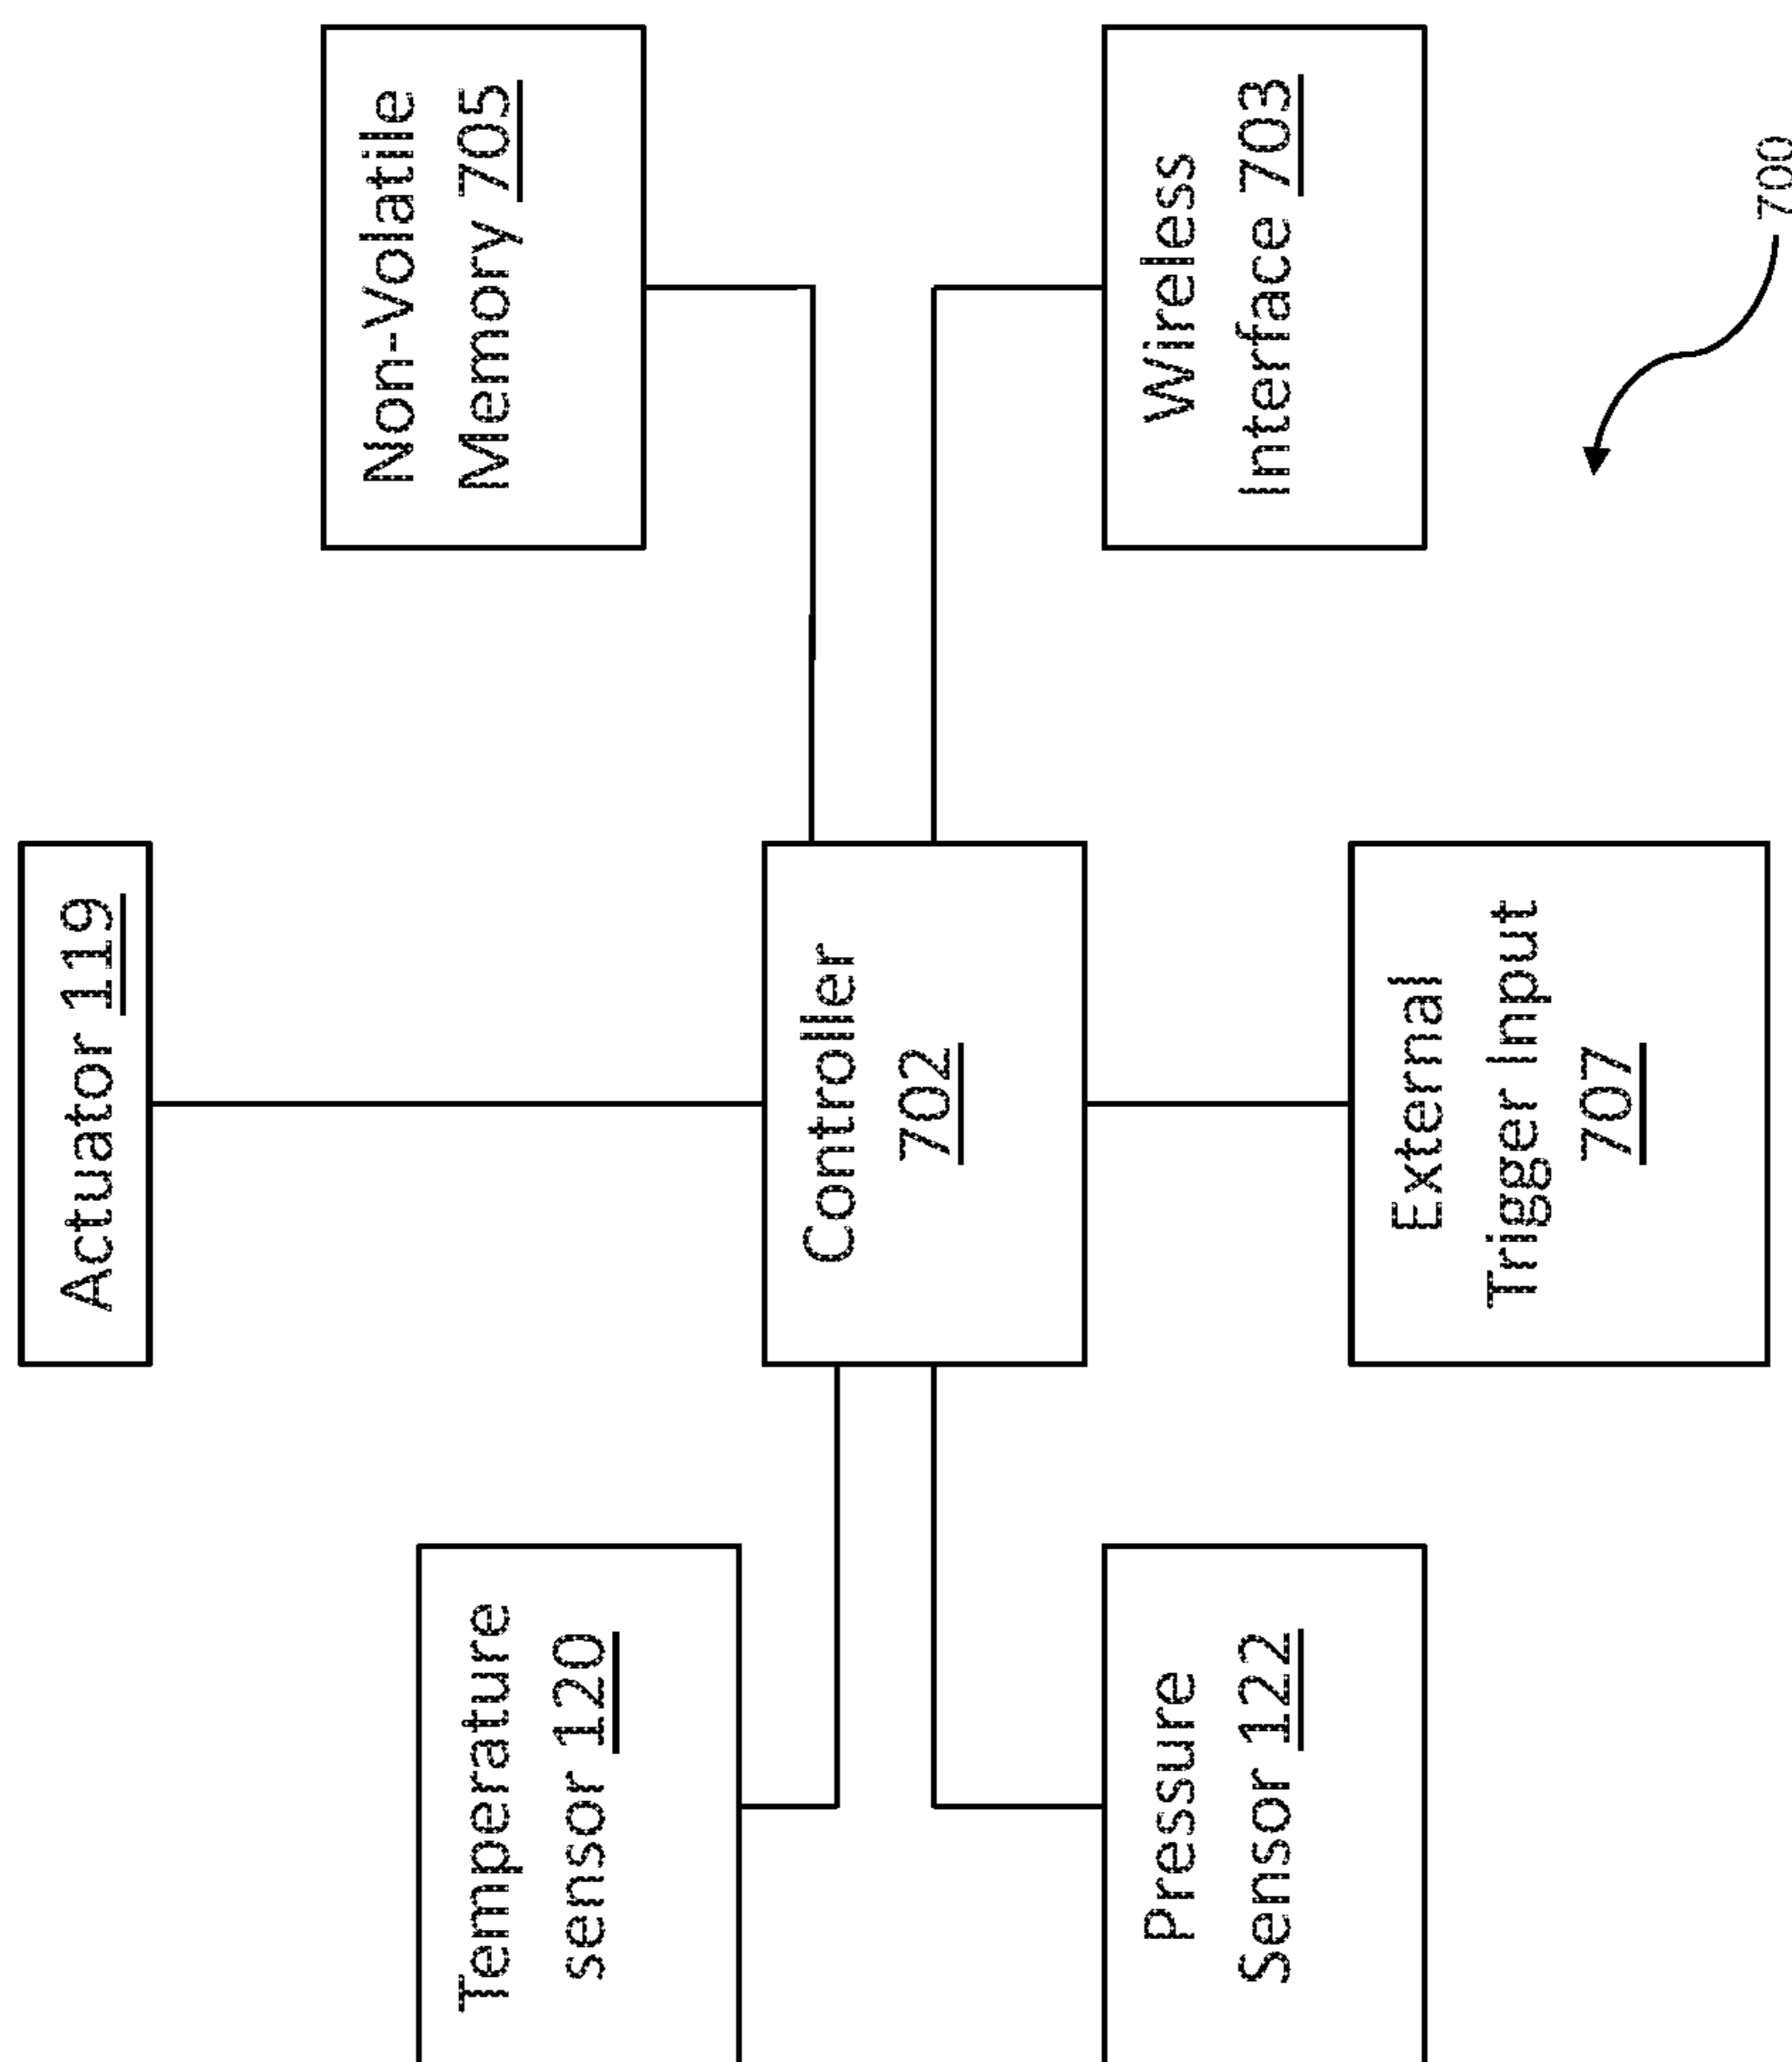 Actuator 119
Temperature
sensor 120
Non-Volatile
Memory 705
Controller
702
Pressure
Sensor 122
Wireless
Interface 703
External
Trigger Input
707
700